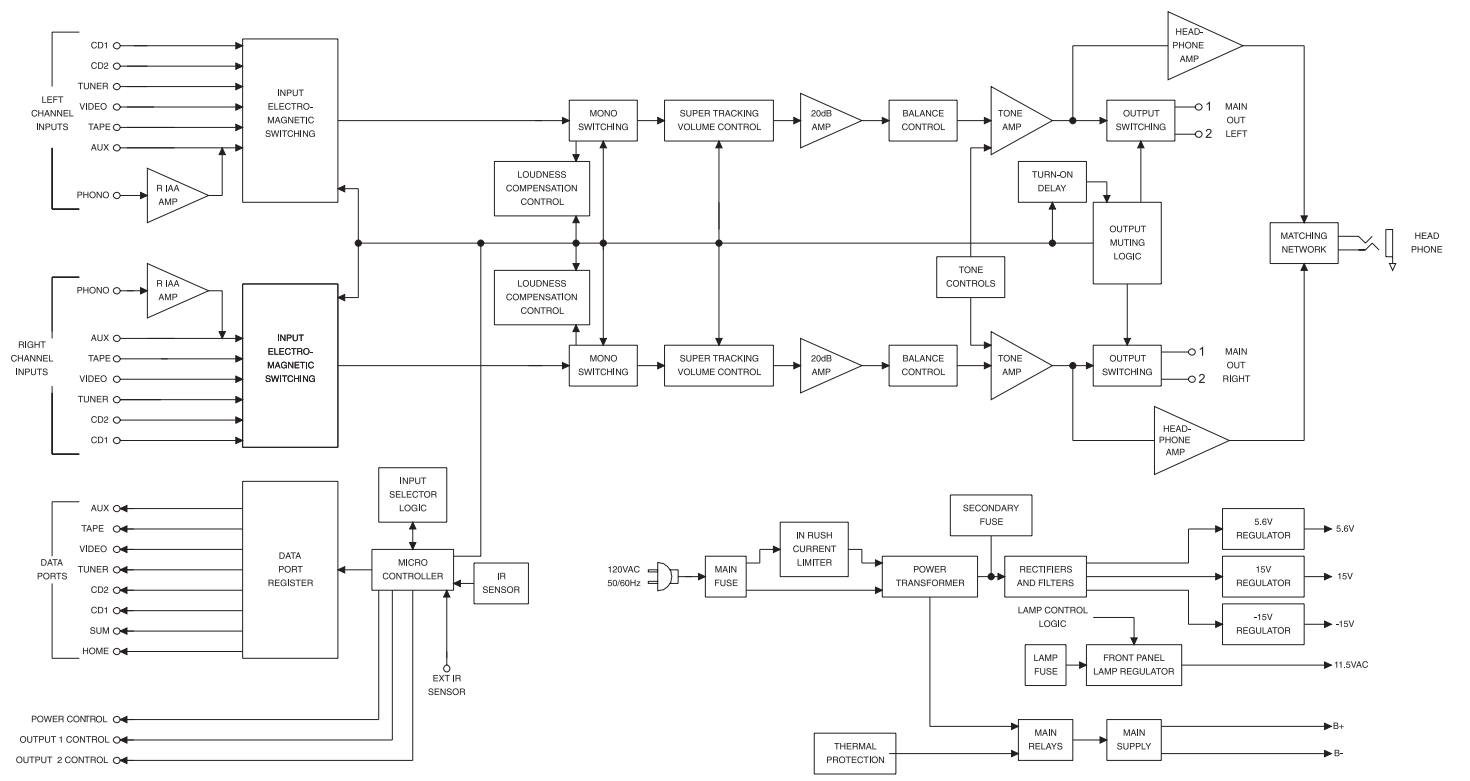 LEFT
CHANNEL
INPUTS
CD1
CD2
TUNER
VIDEO
TAPE
AUX
PHONO
R IAA
AMP
INPUT
ELECTRO-
MAGNETIC
SWITCHING
MONO
SWITCHING
SUPER TRACKING
VOLUME CONTROL
20dB
AMP
BALANCE
CONTROL
TONE
AMP
HEAD-
PHONE
AMP
OUTPUT
SWITCHING
1
2
MAIN
OUT
LEFT
LOUDNESS
COMPENSATION
CONTROL
TURN-ON
DELAY
OUTPUT
MUTING
LOGIC
MATCHING
NETWORK
HEAD
PHONE
TONE
CONTROLS
LOUDNESS
COMPENSATION
CONTROL
RIGHT
CHANNEL
INPUTS
PHONO
R IAA
AMP
AUX
TAPE
VIDEO
TUNER
CD2
CD1
INPUT
ELECTRO-
MAGNETIC
SWITCHING
MONO
SWITCHING
SUPER TRACKING
VOLUME CONTROL
20dB
AMP
BALANCE
CONTROL
TONE
AMP
OUTPUT
SWITCHING
1
2
MAIN
OUT
RIGHT
HEAD-
PHONE
AMP
DATA
PORTS
AUX
TAPE
VIDEO
TUNER
CD2
CD1
SUM
HOME
DATA
PORT
REGISTER
INPUT
SELECTOR
LOGIC
MICRO
CONTROLLER
IR
SENSOR
EXT IR
SENSOR
POWER CONTROL
OUTPUT 1 CONTROL
OUTPUT 2 CONTROL
120VAC
50/60Hz
MAIN
FUSE
IN RUSH
CURRENT
LIMITER
POWER
TRANSFORMER
SECONDARY
FUSE
RECTIFIERS
AND FILTERS
5.6V
REGULATOR
5.6V
15V
REGULATOR
15V
-15V
REGULATOR
-15V
LAMP CONTROL
LOGIC
LAMP
FUSE
FRONT PANEL
LAMP REGULATOR
11.5VAC
THERMAL
PROTECTION
MAIN
RELAYS
MAIN
SUPPLY
B+
B-